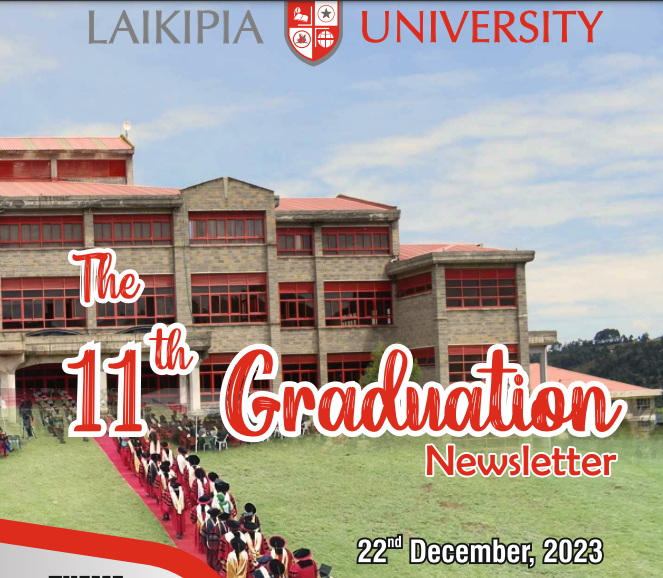 LAIKIPIA UNIVERSITY
The
11th Graduation
Newsletter
22nd December, 2023